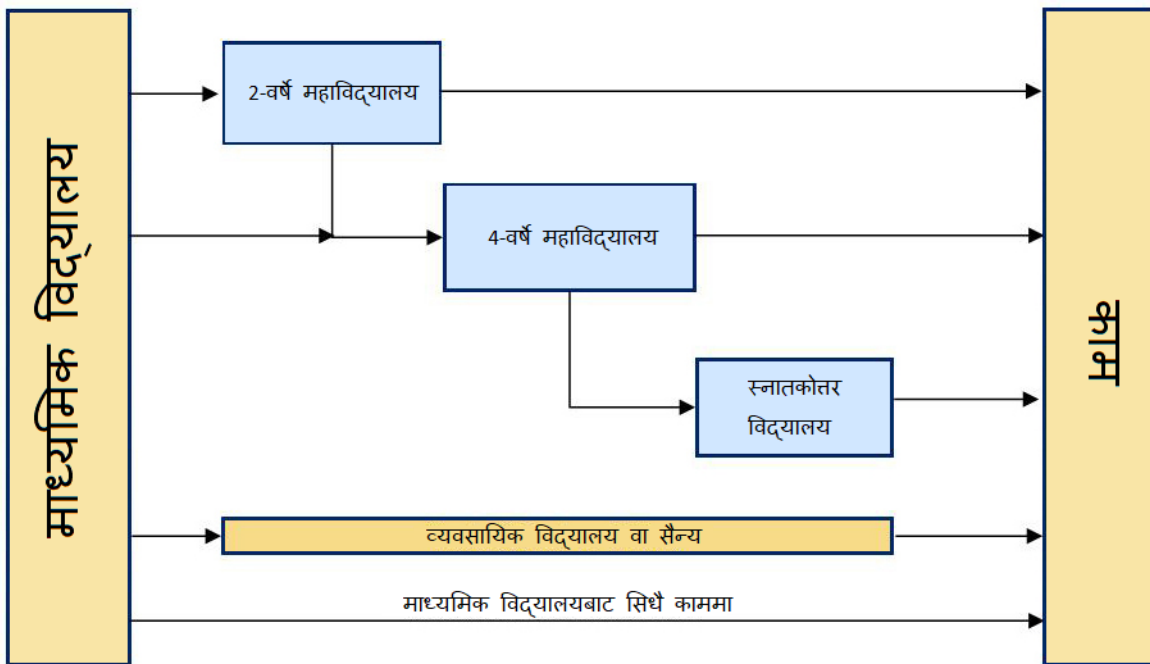 माध्यमिक विद्यालय
2-वर्षे महाविद्यालय
4-वर्षे महाविद्यालय
स्नातकोत्तर
विद्यालय
व्यवसायिक विद्यालय वा सैन्य
माध्यमिक विद्यालयबाट सिधै काममा
काम